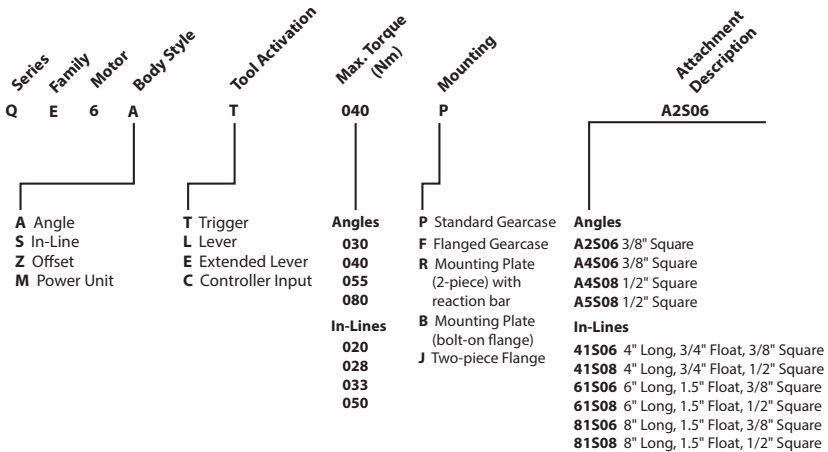 Series
Family
Motor
Body Style
Tool Activation
Max. Torque
(Nm)
Mounting
Attachment
Description
Q E 6 A T 040 P A2S06
A Angle
S In-Line
Z Offset
M Power Unit
T Trigger
L Lever
E Extended Lever
C Controller Input
Angles
030
040
055
080
In-Lines
020
028
033
050
P Standard Gearcase
F Flanged Gearcase
R Mounting Plate
(2-piece) with
reaction bar
B Mounting Plate
(bolt-on flange)
J Two-piece Flange
Angles
A2S06 3/8" Square
A4S06 3/8" Square
A4S08 1/2" Square
A5S08 1/2" Square
In-Lines
41S06 4" Long, 3/4" Float, 3/8" Square
41S08 4" Long, 3/4" Float, 1/2" Square
61S06 6" Long, 1.5" Float, 3/8" Square
61S08 6" Long, 1.5" Float, 1/2" Square
81S06 8" Long, 1.5" Float, 3/8" Square
81S08 8" Long, 1.5" Float, 1/2" Square